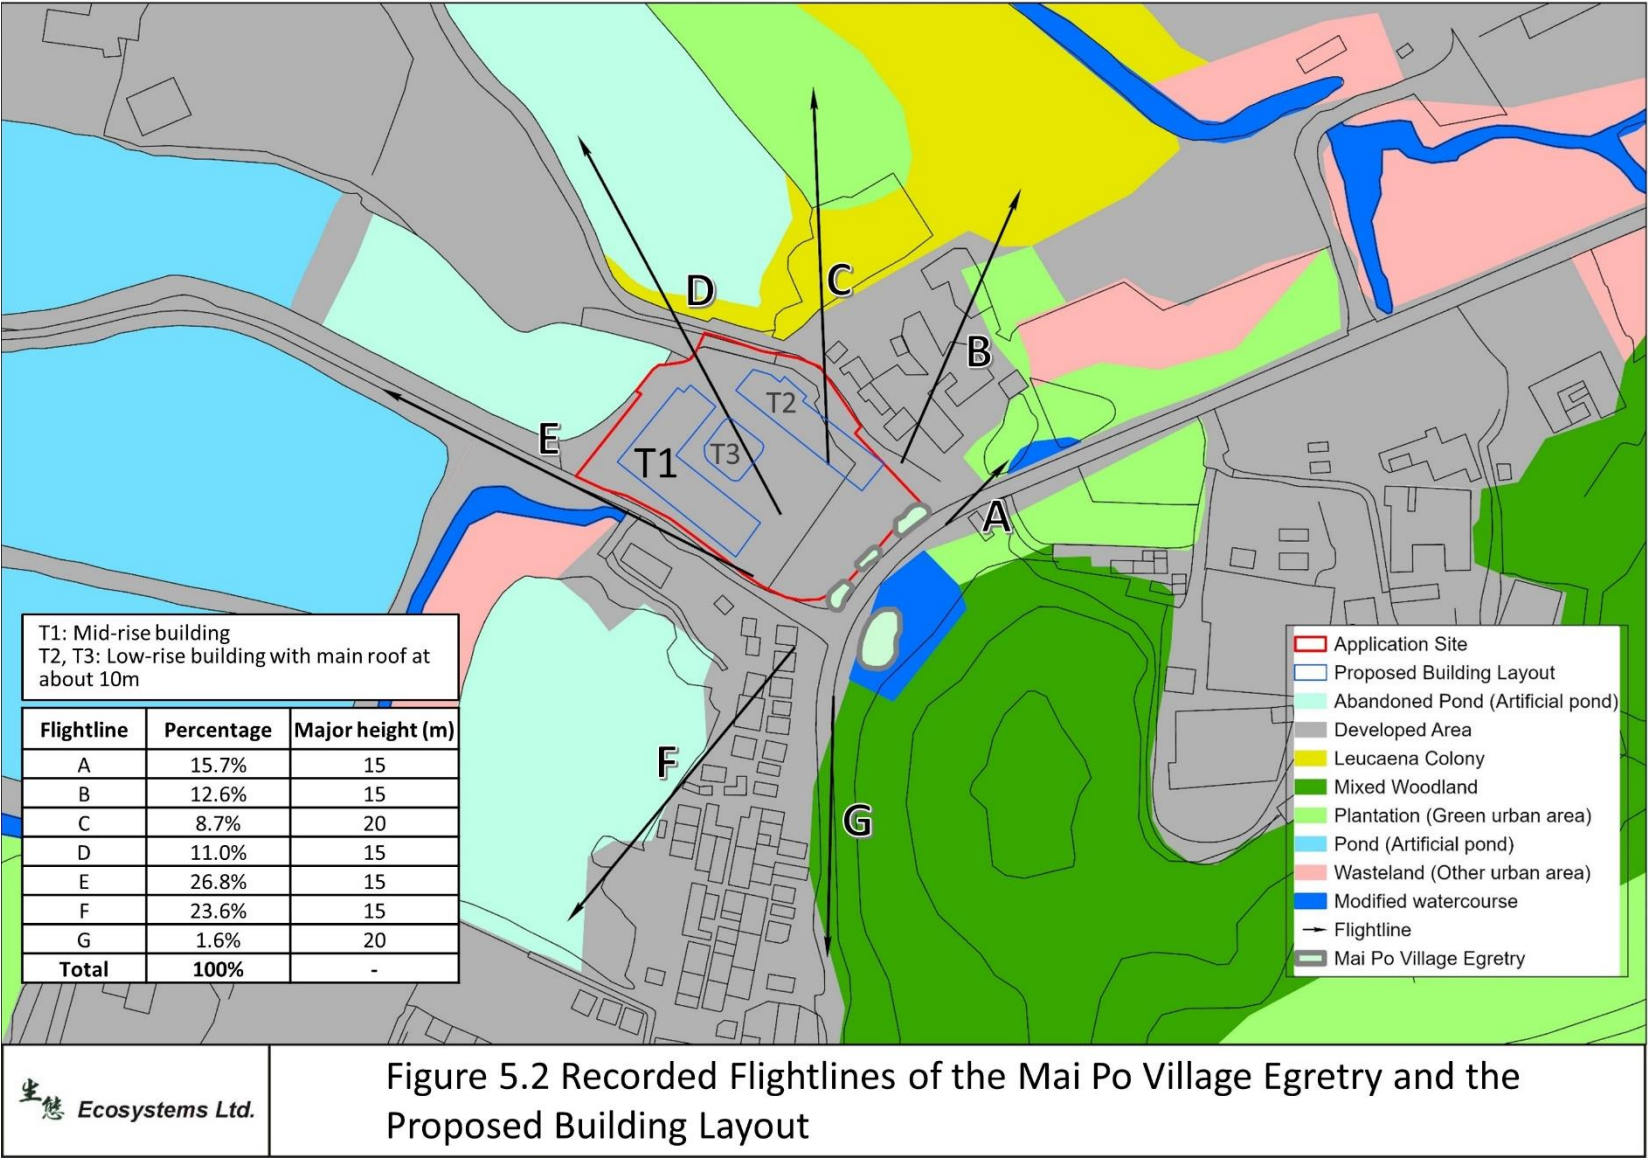 D
C
B
T2
E
T1
T3
A
F
G
T1: Mid-rise building
T2, T3: Low-rise building with main roof at
about 10m
Flightline Percentage Major height (m)
A 15.7% 15
B 12.6% 15
C 8.7% 20
D 11.0% 15
E 26.8% 15
F 23.6% 15
G 1.6% 20
Total 100% -
Application Site
Proposed Building Layout
Abandoned Pond (Artificial pond)
Developed Area
Leucaena Colony
Mixed Woodland
Plantation (Green urban area)
Pond (Artificial pond)
Wasteland (Other urban area)
Modified watercourse
Flightline
Mai Po Village Egretry
生態 Ecosystems Ltd.
Figure 5.2 Recorded Flightlines of the Mai Po Village Egretry and the
Proposed Building Layout